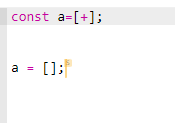 const a=[+];
a = [];